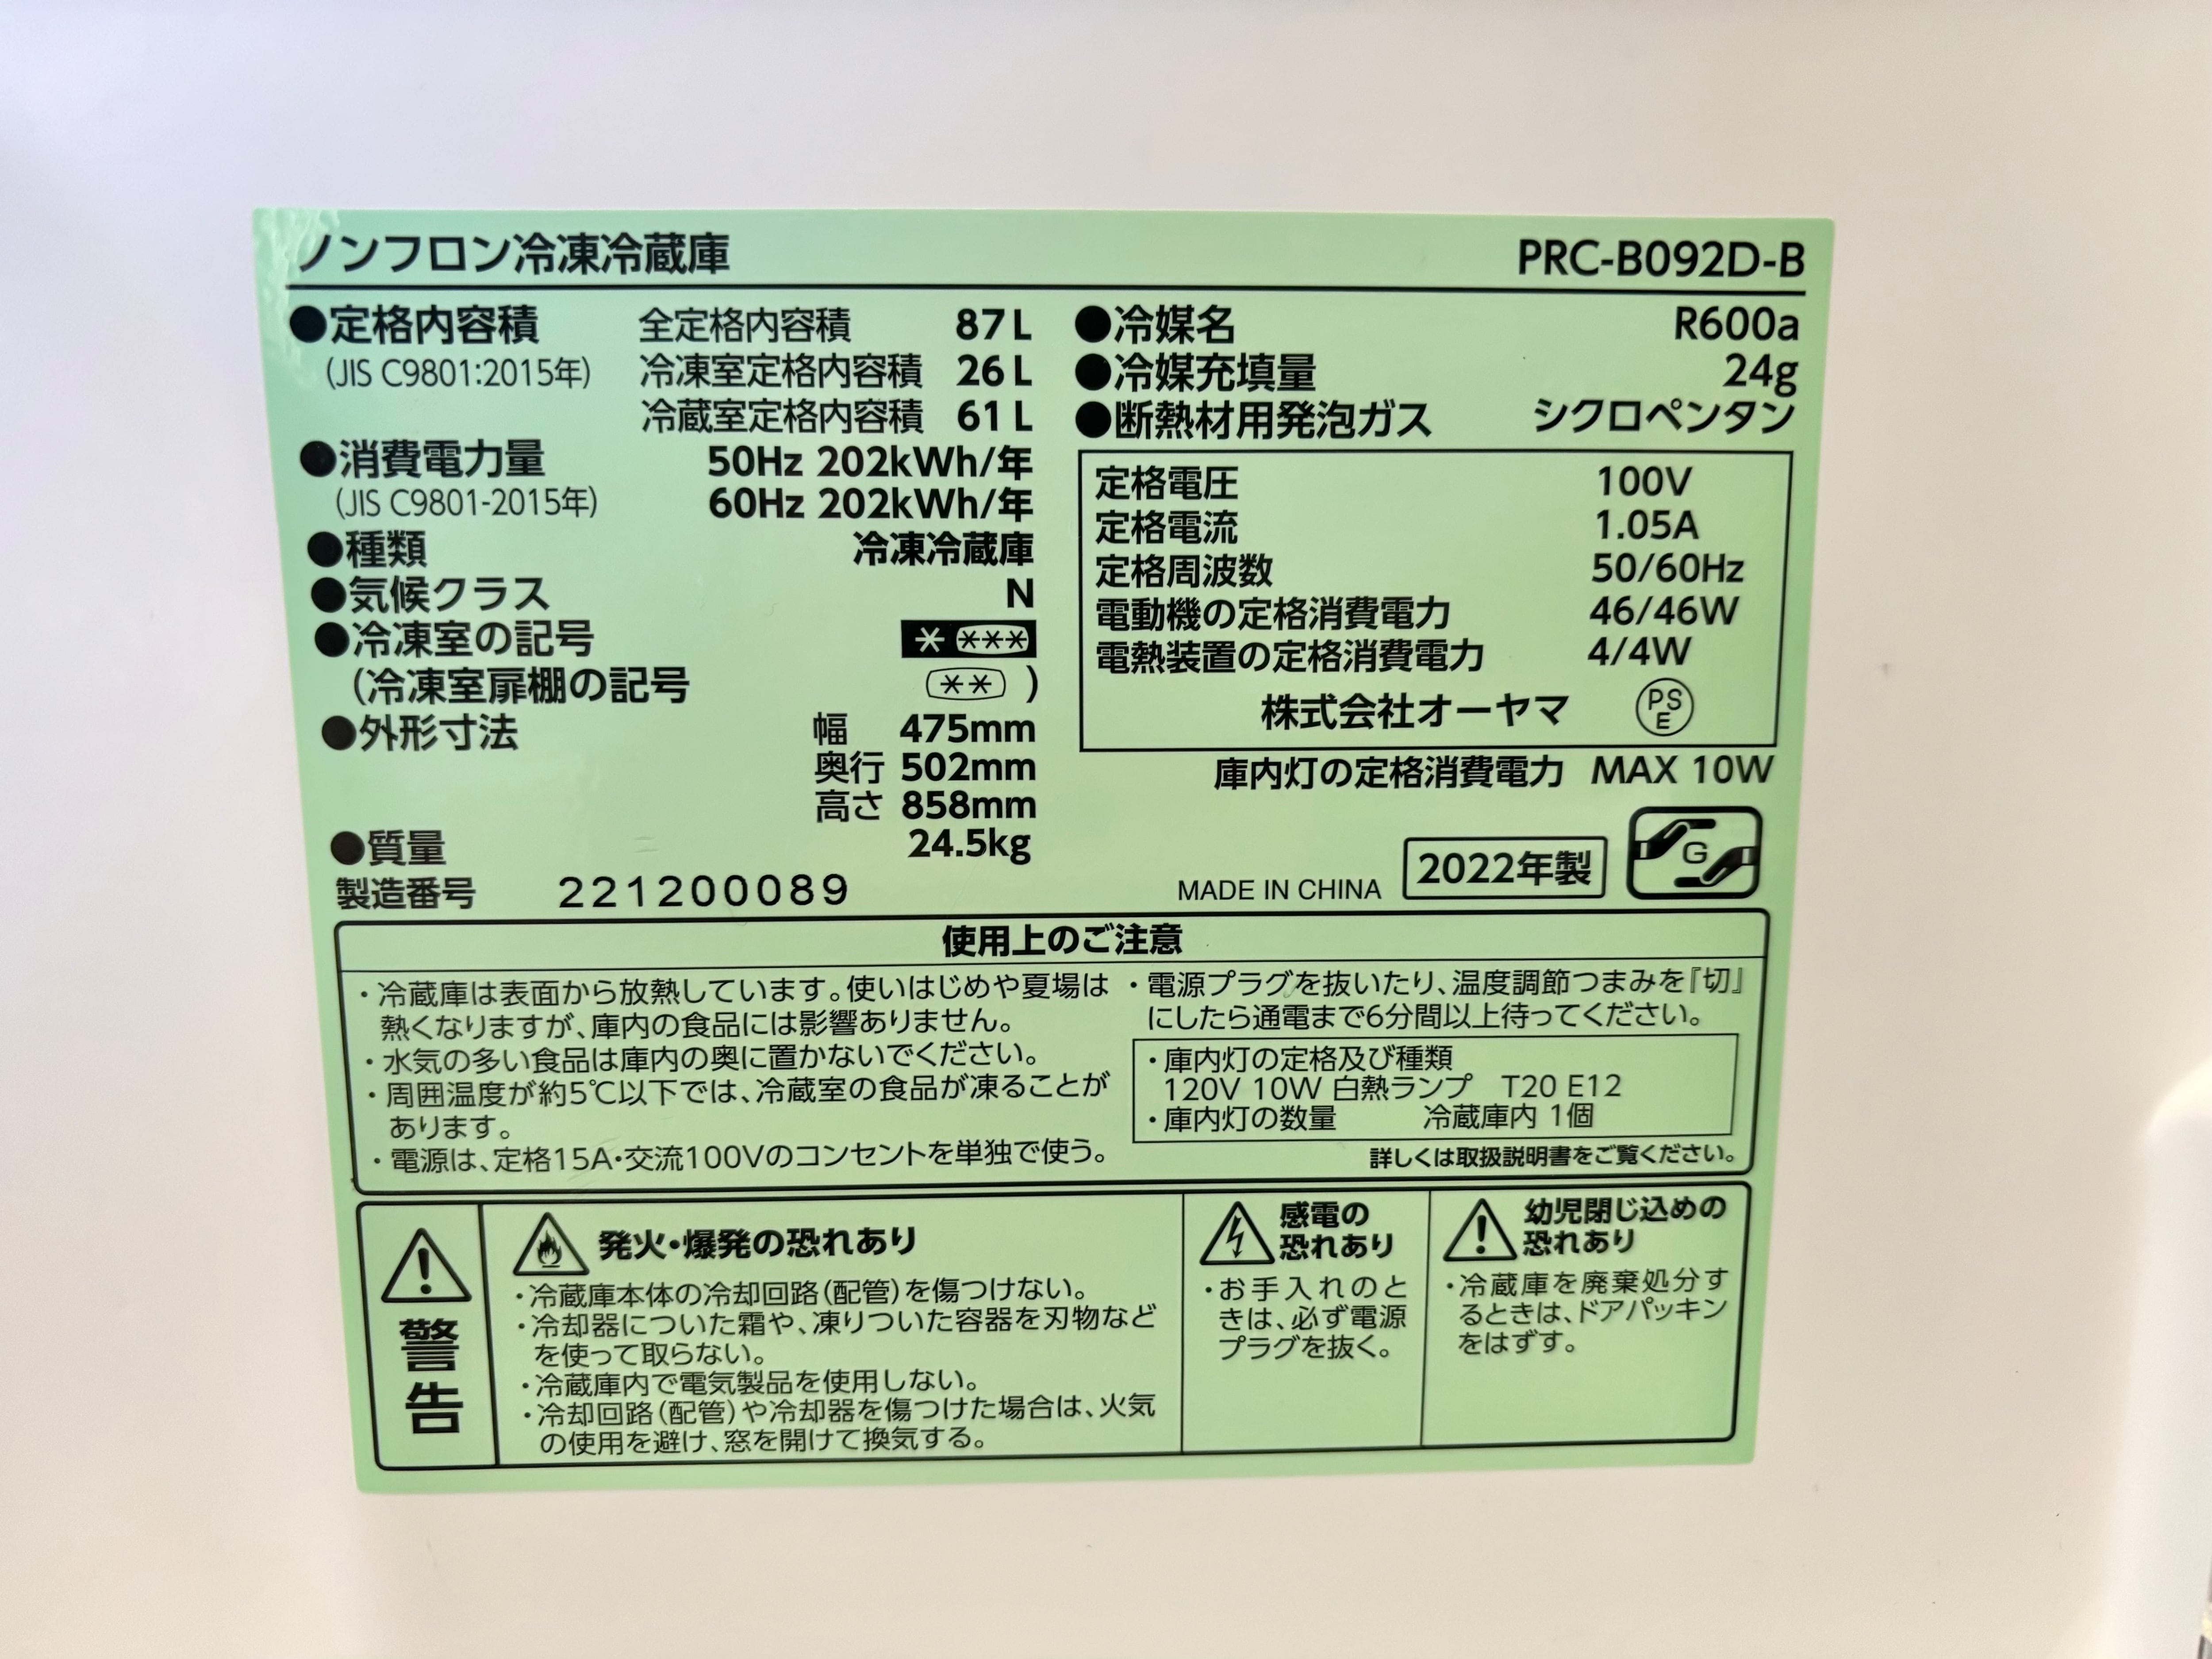 ノンフロン冷凍冷蔵庫 PRC-B092D-B
●定格内容積 全定格内容積 87L
(JIS C9801:2015年) 冷凍室定格内容積 26L
冷蔵室定格内容積 61L
●消費電力量 50Hz 202kWh/年
(JIS C9801-2015年) 60Hz 202kWh/年
●種類 冷凍冷蔵庫
●気候クラス N
●冷凍室の記号 * ***
(冷凍室扉棚の記号 ** )
●外形寸法 幅 475mm
奥行 502mm
高さ 858mm
●質量 24.5kg
製造番号 221200089
●冷媒名 R600a
●冷媒充填量 24g
●断熱材用発泡ガス シクロペンタン
定格電圧 100V
定格電流 1.05A
定格周波数 50/60Hz
電動機の定格消費電力 46/46W
電熱装置の定格消費電力 4/4W
株式会社オーヤマ PS E
庫内灯の定格消費電力 MAX 10W
MADE IN CHINA 2022年製 G
使用上のご注意
・冷蔵庫は表面から放熱しています。使いはじめや夏場は
熱くなりますが、庫内の食品には影響ありません。
・水気の多い食品は庫内の奥に置かないでください。
・周囲温度が約5℃以下では、冷蔵室の食品が凍ることが
あります。
・電源は、定格15A・交流100Vのコンセントを単独で使う。
・電源プラグを抜いたり、温度調節つまみを『切』
にしたら通電まで6分間以上待ってください。
・庫内灯の定格及び種類
120V 10W 白熱ランプ T20 E12
・庫内灯の数量 冷蔵庫内 1個
詳しくは取扱説明書をご覧ください。
警告
発火・爆発の恐れあり
・冷蔵庫本体の冷却回路(配管)を傷つけない。
・冷却器についた霜や、凍りついた容器を刃物など
を使って取らない。
・冷蔵庫内で電気製品を使用しない。
・冷却回路(配管)や冷却器を傷つけた場合は、火気
の使用を避け、窓を開けて換気する。
感電の
恐れあり
・お手入れのと
きは、必ず電源
プラグを抜く。
幼児閉じ込めの
恐れあり
・冷蔵庫を廃棄処分す
るときは、ドアパッキン
をはずす。